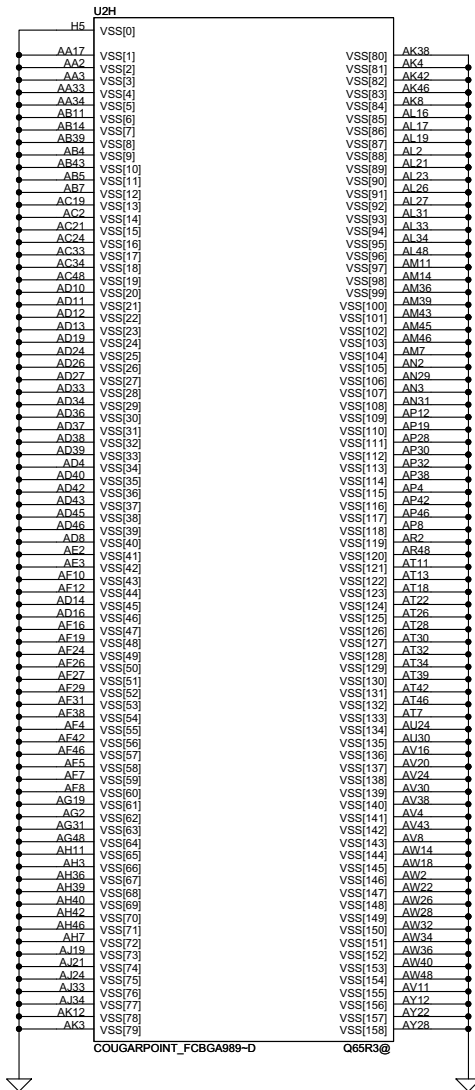 U2H
H5 VSS[0]
AA17 VSS[1] VSS[80] AK38
AA2 VSS[2] VSS[81] AK4
AA3 VSS[3] VSS[82] AK42
AA33 VSS[4] VSS[83] AK46
AA34 VSS[5] VSS[84] AK8
AB11 VSS[6] VSS[85] AL16
AB14 VSS[7] VSS[86] AL17
AB39 VSS[8] VSS[87] AL19
AB4 VSS[9] VSS[88] AL2
AB43 VSS[10] VSS[89] AL21
AB5 VSS[11] VSS[90] AL23
AB7 VSS[12] VSS[91] AL26
AC19 VSS[13] VSS[92] AL27
AC2 VSS[14] VSS[93] AL31
AC21 VSS[15] VSS[94] AL33
AC24 VSS[16] VSS[95] AL34
AC33 VSS[17] VSS[96] AL48
AC34 VSS[18] VSS[97] AM11
AC48 VSS[19] VSS[98] AM14
AD10 VSS[20] VSS[99] AM36
AD11 VSS[21] VSS[100] AM39
AD12 VSS[22] VSS[101] AM43
AD13 VSS[23] VSS[102] AM45
AD19 VSS[24] VSS[103] AM46
AD24 VSS[25] VSS[104] AM7
AD26 VSS[26] VSS[105] AN2
AD27 VSS[27] VSS[106] AN29
AD33 VSS[28] VSS[107] AN3
AD34 VSS[29] VSS[108] AN31
AD36 VSS[30] VSS[109] AP12
AD37 VSS[31] VSS[110] AP19
AD38 VSS[32] VSS[111] AP28
AD39 VSS[33] VSS[112] AP30
AD4 VSS[34] VSS[113] AP32
AD40 VSS[35] VSS[114] AP38
AD42 VSS[36] VSS[115] AP4
AD43 VSS[37] VSS[116] AP42
AD45 VSS[38] VSS[117] AP46
AD46 VSS[39] VSS[118] AP8
AD8 VSS[40] VSS[119] AR2
AE2 VSS[41] VSS[120] AR48
AE3 VSS[42] VSS[121] AT11
AF10 VSS[43] VSS[122] AT13
AF12 VSS[44] VSS[123] AT18
AD14 VSS[45] VSS[124] AT22
AD16 VSS[46] VSS[125] AT26
AF16 VSS[47] VSS[126] AT28
AF19 VSS[48] VSS[127] AT30
AF24 VSS[49] VSS[128] AT32
AF26 VSS[50] VSS[129] AT34
AF27 VSS[51] VSS[130] AT39
AF29 VSS[52] VSS[131] AT42
AF31 VSS[53] VSS[132] AT46
AF38 VSS[54] VSS[133] AT7
AF4 VSS[55] VSS[134] AU24
AF42 VSS[56] VSS[135] AU30
AF46 VSS[57] VSS[136] AV16
AF5 VSS[58] VSS[137] AV20
AF7 VSS[59] VSS[138] AV24
AF8 VSS[60] VSS[139] AV30
AG19 VSS[61] VSS[140] AV38
AG2 VSS[62] VSS[141] AV4
AG31 VSS[63] VSS[142] AV43
AG48 VSS[64] VSS[143] AV8
AH11 VSS[65] VSS[144] AW14
AH3 VSS[66] VSS[145] AW18
AH36 VSS[67] VSS[146] AW2
AH39 VSS[68] VSS[147] AW22
AH40 VSS[69] VSS[148] AW26
AH42 VSS[70] VSS[149] AW28
AH46 VSS[71] VSS[150] AW32
AH7 VSS[72] VSS[151] AW34
AJ19 VSS[73] VSS[152] AW36
AJ21 VSS[74] VSS[153] AW40
AJ24 VSS[75] VSS[154] AW48
AJ33 VSS[76] VSS[155] AV11
AJ34 VSS[77] VSS[156] AY12
AK12 VSS[78] VSS[157] AY22
AK3 VSS[79] VSS[158] AY28
COUGARPOINT_FCBGA989~D Q65R3@